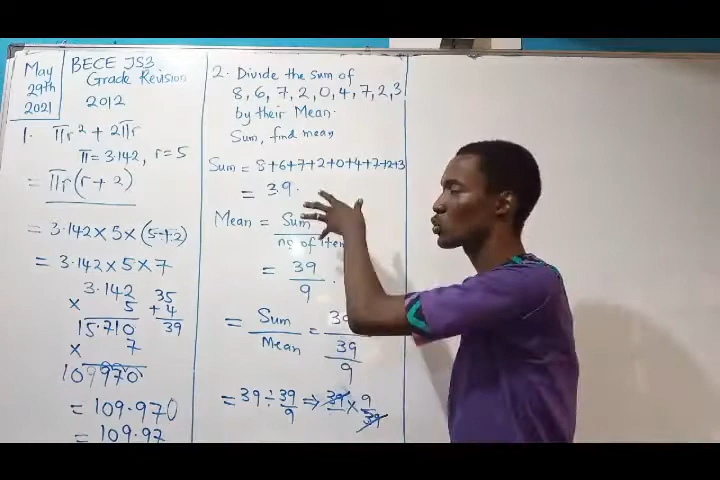 May
29th
2021
BECE JS3
Grade Revision
2012
1. πr² + 2πr
π = 3.142, r = 5
= πr(r + 2)
= 3.142 × 5 × (5+2)
= 3.142 × 5 × 7
3.142
× 5
15.710
× 7
109970
35
+ 4
39
= 109.970
= 109.97
2. Divide the sum of
8, 6, 7, 2, 0, 4, 7, 2, 3
by their Mean.
Sum, find mean
Sum = 8+6+7+2+0+4+7+2+3
= 39.
Mean = Sum
no of item
= 39
9
= Sum = 39
Mean 39
9
= 39 ÷ 39/9 ⇒ 39 × 9/39